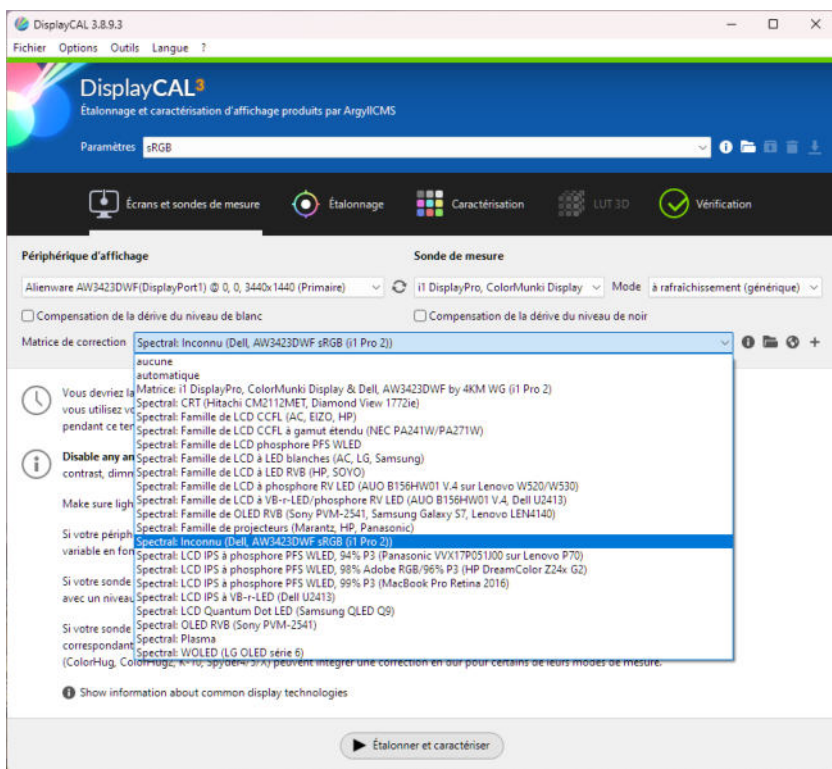 DisplayCAL 3.8.9.3
Fichier Options Outils Langue ?
DisplayCAL3
Étalonnage et caractérisation d'affichage produits par ArgyllCMS
Paramètres sRGB
Écrans et sondes de mesure Étalonnage Caractérisation LUT 3D Vérification
Périphérique d'affichage Sonde de mesure
Alienware AW3423DWF(DisplayPort1) @ 0, 0, 3440x1440 (Primaire) i1 DisplayPro, ColorMunki Display Mode à rafraîchissement (générique)
Compensation de la dérive du niveau de blanc Compensation de la dérive du niveau de noir
Matrice de correction Spectral: Inconnu (Dell, AW3423DWF sRGB (i1 Pro 2))
aucune
automatique
Vous devriez la Matrice: i1 DisplayPro, ColorMunki Display & Dell, AW3423DWF by 4KM WG (i1 Pro 2)
vous utilisez vo Spectral: CRT (Hitachi CM2112MET, Diamond View 1772ie)
pendant ce ter Spectral: Famille de LCD CCFL (AC, EIZO, HP)
Spectral: Famille de LCD CCFL à gamut étendu (NEC PA241W/PA271W)
Spectral: Famille de LCD phosphore PFS WLED
Disable any an Spectral: Famille de LCD à LED blanches (AC, LG, Samsung)
contrast, dimm Spectral: Famille de LCD à LED RVB (HP, SOYO)
Spectral: Famille de LCD à phosphore RV LED (AUO B156HW01 V.4 sur Lenovo W520/W530)
Make sure ligh Spectral: Famille de LCD à VB-r-LED/phosphore RV LED (AUO B156HW01 V.4, Dell U2413)
Spectral: Famille de OLED RVB (Sony PVM-2541, Samsung Galaxy S7, Lenovo LEN4140)
Si votre périph Spectral: Famille de projecteurs (Marantz, HP, Panasonic)
variable en fon Spectral: Inconnu (Dell, AW3423DWF sRGB (i1 Pro 2))
Spectral: LCD IPS à phosphore PFS WLED, 94% P3 (Panasonic VVX17P051J00 sur Lenovo P70)
Si votre sonde Spectral: LCD IPS à phosphore PFS WLED, 98% Adobe RGB/96% P3 (HP DreamColor Z24x G2)
avec un niveau Spectral: LCD IPS à phosphore PFS WLED, 99% P3 (MacBook Pro Retina 2016)
Spectral: LCD IPS à VB-r-LED (Dell U2413)
Spectral: LCD Quantum Dot LED (Samsung QLED Q9)
Si votre sonde Spectral: OLED RVB (Sony PVM-2541)
correspondant Spectral: Plasma
Spectral: WOLED (LG OLED série 6)
(ColorHug, ColorHug2, K-10, Spyder4/5/X) peuvent intégrer une correction en dur pour certains de leurs modes de mesure.
Show information about common display technologies
Étalonner et caractériser